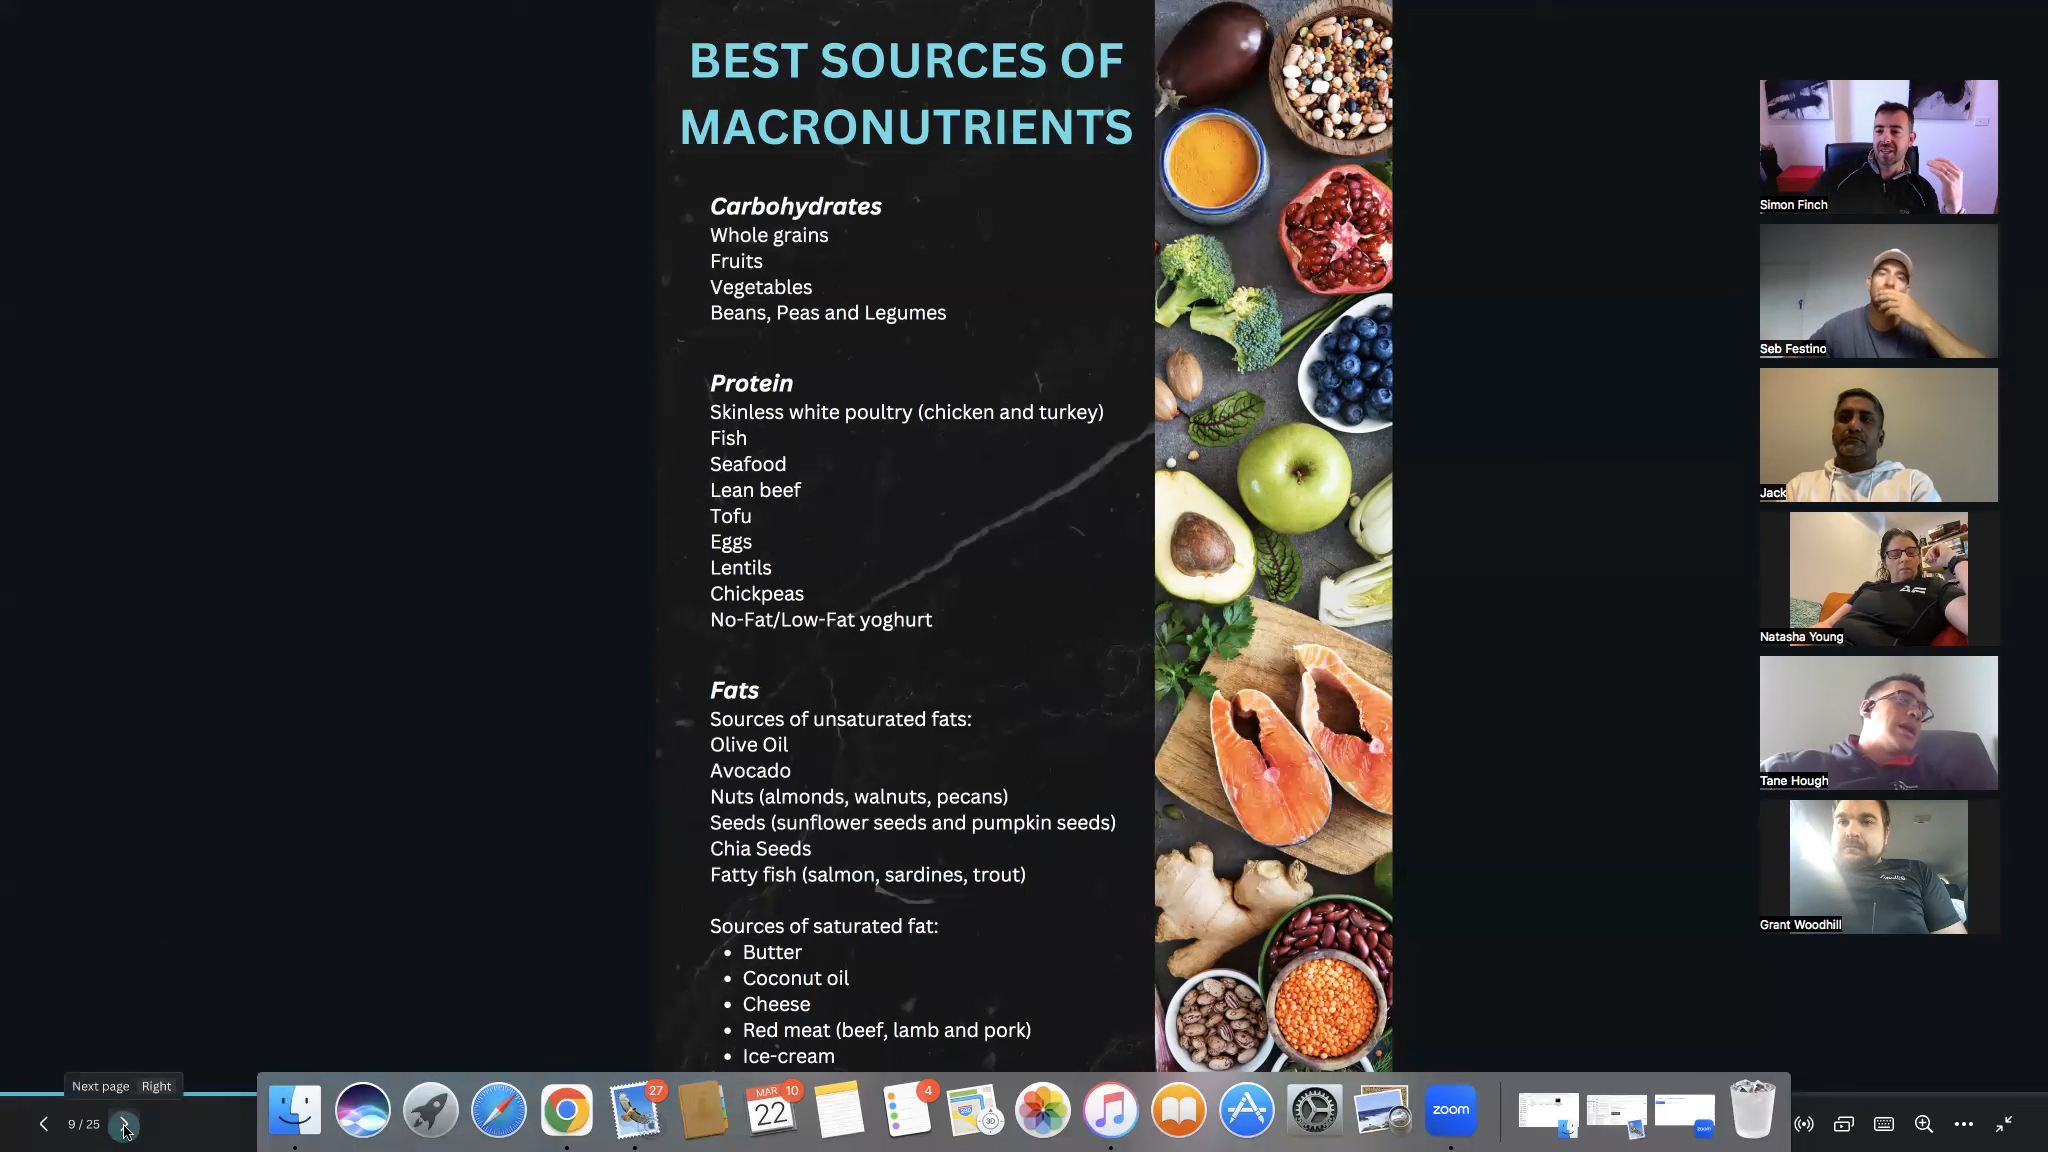 BEST SOURCES OF
MACRONUTRIENTS
Carbohydrates
Whole grains
Fruits
Vegetables
Beans, Peas and Legumes
Protein
Skinless white poultry (chicken and turkey)
Fish
Seafood
Lean beef
Tofu
Eggs
Lentils
Chickpeas
No-Fat/Low-Fat yoghurt
Fats
Sources of unsaturated fats:
Olive Oil
Avocado
Nuts (almonds, walnuts, pecans)
Seeds (sunflower seeds and pumpkin seeds)
Chia Seeds
Fatty fish (salmon, sardines, trout)
Sources of saturated fat:
• Butter
• Coconut oil
• Cheese
• Red meat (beef, lamb and pork)
• Ice-cream
Simon Finch
Seb Festino
Jack
Natasha Young
AF
Tane Hough
Grant Woodhill
Next page Right
9 / 25
27
MAR
22
10
4
280
3D
zoom
zoom